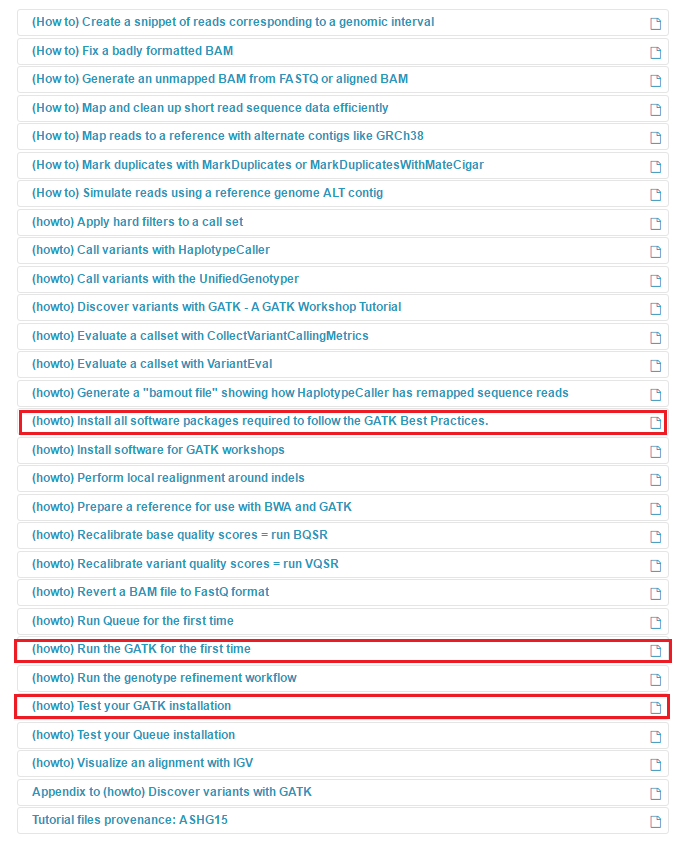 (How to) Create a snippet of reads corresponding to a genomic interval
(How to) Fix a badly formatted BAM
(How to) Generate an unmapped BAM from FASTQ or aligned BAM
(How to) Map and clean up short read sequence data efficiently
(How to) Map reads to a reference with alternate contigs like GRCh38
(How to) Mark duplicates with MarkDuplicates or MarkDuplicatesWithMateCigar
(How to) Simulate reads using a reference genome ALT contig
(howto) Apply hard filters to a call set
(howto) Call variants with HaplotypeCaller
(howto) Call variants with the UnifiedGenotyper
(howto) Discover variants with GATK - A GATK Workshop Tutorial
(howto) Evaluate a callset with CollectVariantCallingMetrics
(howto) Evaluate a callset with VariantEval
(howto) Generate a "bamout file" showing how HaplotypeCaller has remapped sequence reads
(howto) Install all software packages required to follow the GATK Best Practices.
(howto) Install software for GATK workshops
(howto) Perform local realignment around indels
(howto) Prepare a reference for use with BWA and GATK
(howto) Recalibrate base quality scores = run BQSR
(howto) Recalibrate variant quality scores = run VQSR
(howto) Revert a BAM file to FastQ format
(howto) Run Queue for the first time
(howto) Run the GATK for the first time
(howto) Run the genotype refinement workflow
(howto) Test your GATK installation
(howto) Test your Queue installation
(howto) Visualize an alignment with IGV
Appendix to (howto) Discover variants with GATK
Tutorial files provenance: ASHG15